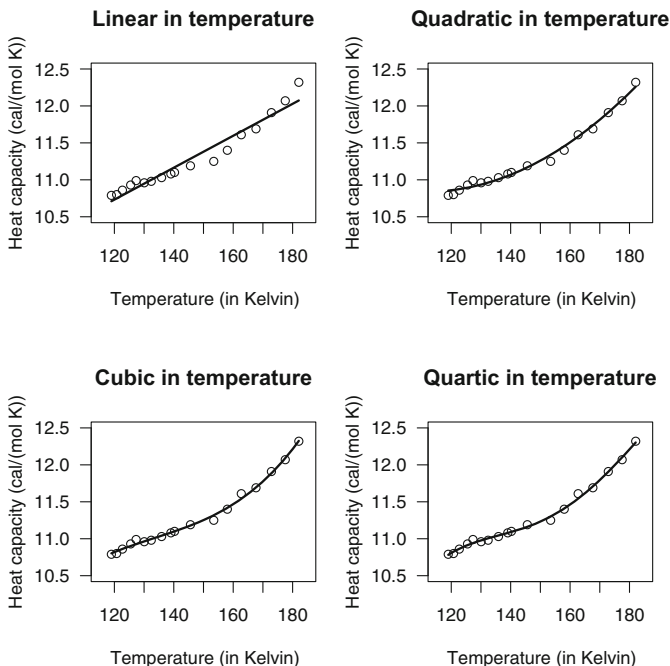 Linear in temperature
Heat capacity (cal/(mol K))
12.5
12.0
11.5
11.0
10.5
120 140 160 180
Temperature (in Kelvin)
Quadratic in temperature
Heat capacity (cal/(mol K))
12.5
12.0
11.5
11.0
10.5
120 140 160 180
Temperature (in Kelvin)
Cubic in temperature
Heat capacity (cal/(mol K))
12.5
12.0
11.5
11.0
10.5
120 140 160 180
Temperature (in Kelvin)
Quartic in temperature
Heat capacity (cal/(mol K))
12.5
12.0
11.5
11.0
10.5
120 140 160 180
Temperature (in Kelvin)